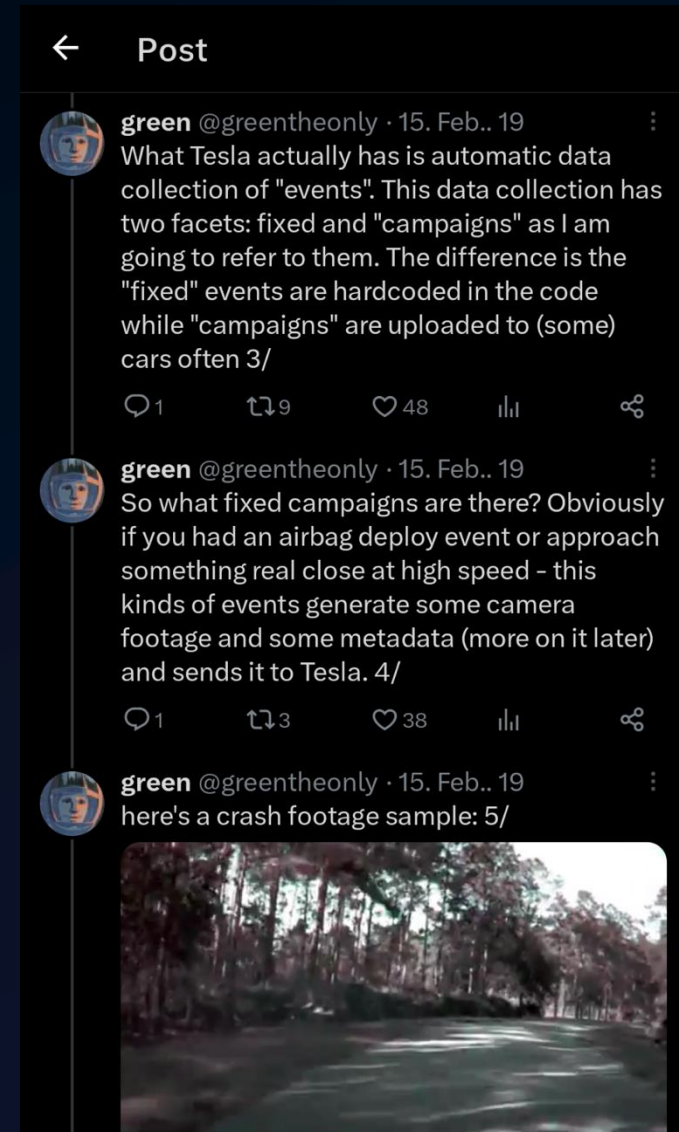 Post
green @greentheonly · 15. Feb.. 19
What Tesla actually has is automatic data
collection of "events". This data collection has
two facets: fixed and "campaigns" as I am
going to refer to them. The difference is the
"fixed" events are hardcoded in the code
while "campaigns" are uploaded to (some)
cars often 3/
1 9 48
green @greentheonly · 15. Feb.. 19
So what fixed campaigns are there? Obviously
if you had an airbag deploy event or approach
something real close at high speed - this
kinds of events generate some camera
footage and some metadata (more on it later)
and sends it to Tesla. 4/
1 3 38
green @greentheonly · 15. Feb.. 19
here's a crash footage sample: 5/